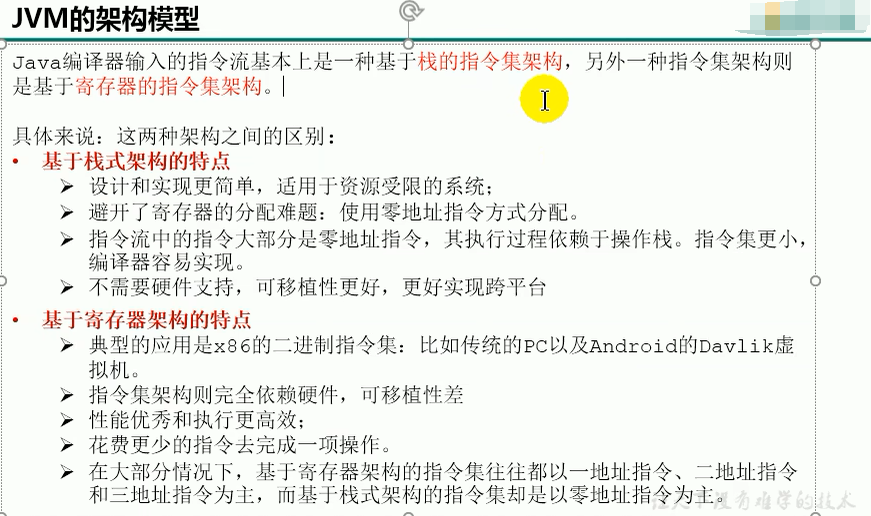 JVM的架构模型
Java编译器输入的指令流基本上是一种基于栈的指令集架构，另外一种指令集架构则
是基于寄存器的指令集架构。
具体来说：这两种架构之间的区别：
• 基于栈式架构的特点
➢ 设计和实现更简单，适用于资源受限的系统；
➢ 避开了寄存器的分配难题：使用零地址指令方式分配。
➢ 指令流中的指令大部分是零地址指令，其执行过程依赖于操作栈。指令集更小，
编译器容易实现。
➢ 不需要硬件支持，可移植性更好，更好实现跨平台
• 基于寄存器架构的特点
➢ 典型的应用是x86的二进制指令集：比如传统的PC以及Android的Davlik虚
拟机。
➢ 指令集架构则完全依赖硬件，可移植性差
➢ 性能优秀和执行更高效；
➢ 花费更少的指令去完成一项操作。
➢ 在大部分情况下，基于寄存器架构的指令集往往都以一地址指令、二地址指令
和三地址指令为主，而基于栈式架构的指令集却是以零地址指令为主。
没有难学的技术